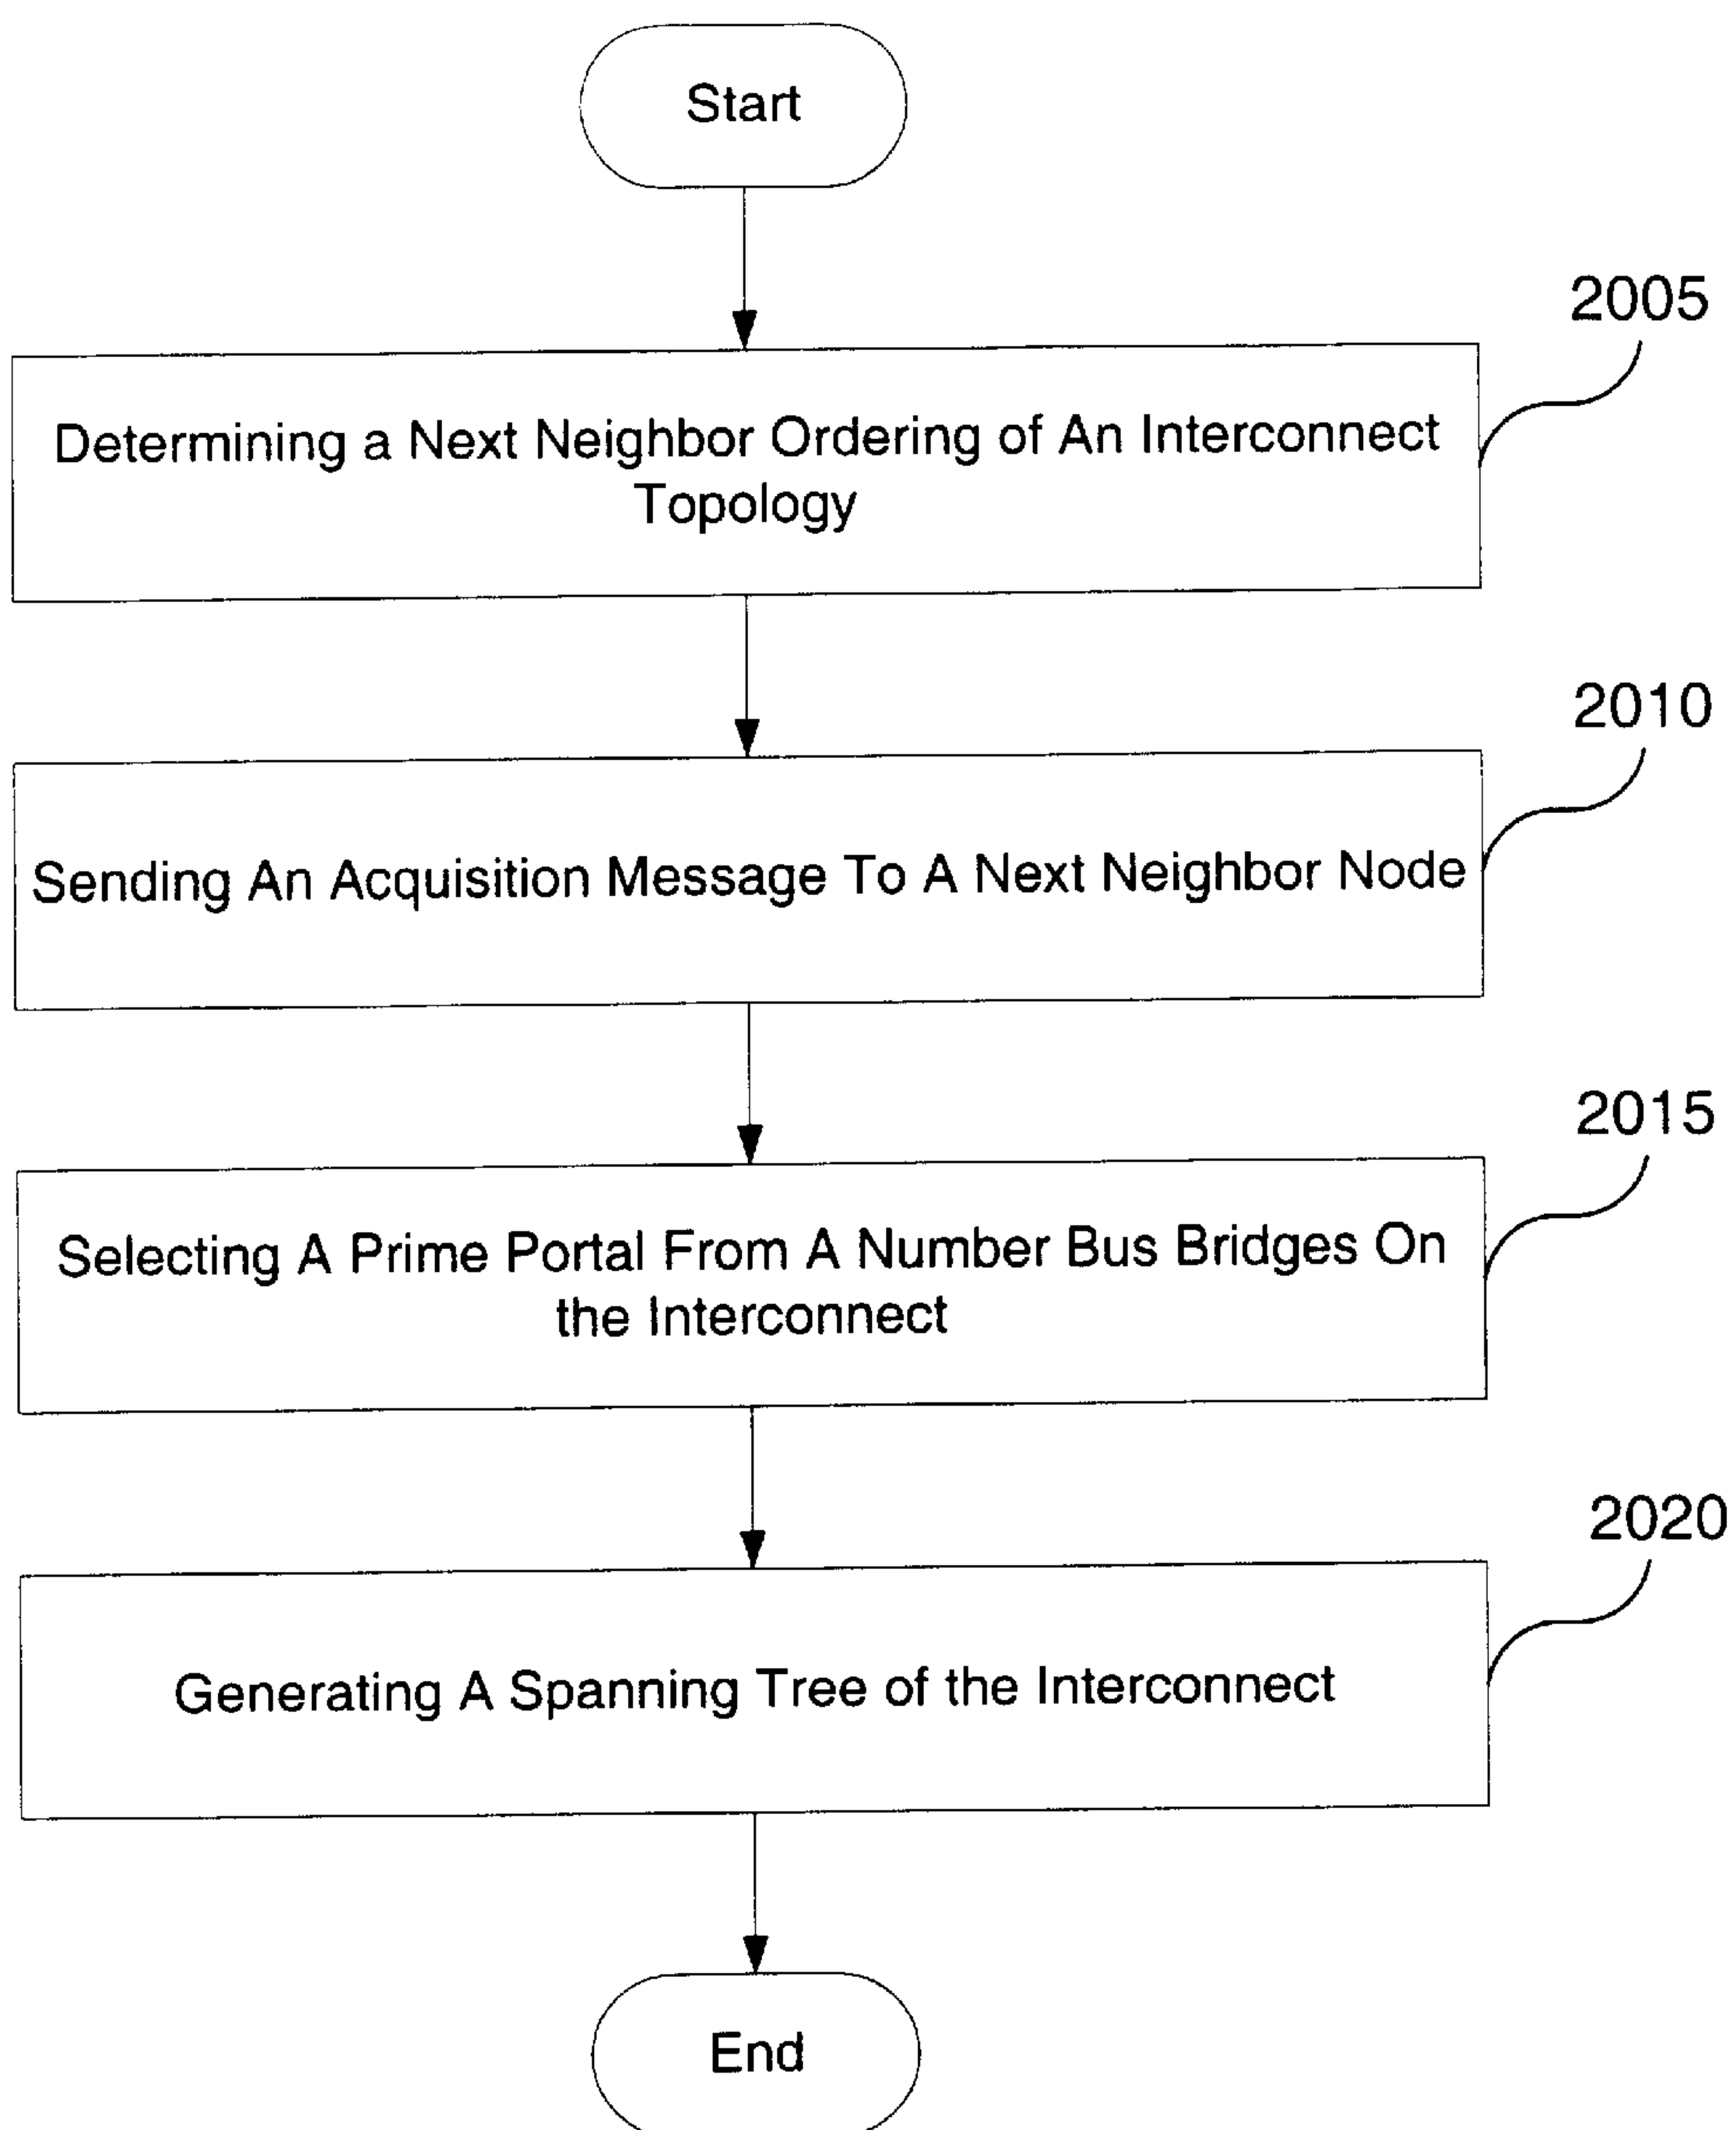 Start
2005
Determining a Next Neighbor Ordering of An Interconnect
Topology
2010
Sending An Acquisition Message To A Next Neighbor Node
2015
Selecting A Prime Portal From A Number Bus Bridges On
the Interconnect
2020
Generating A Spanning Tree of the Interconnect
End